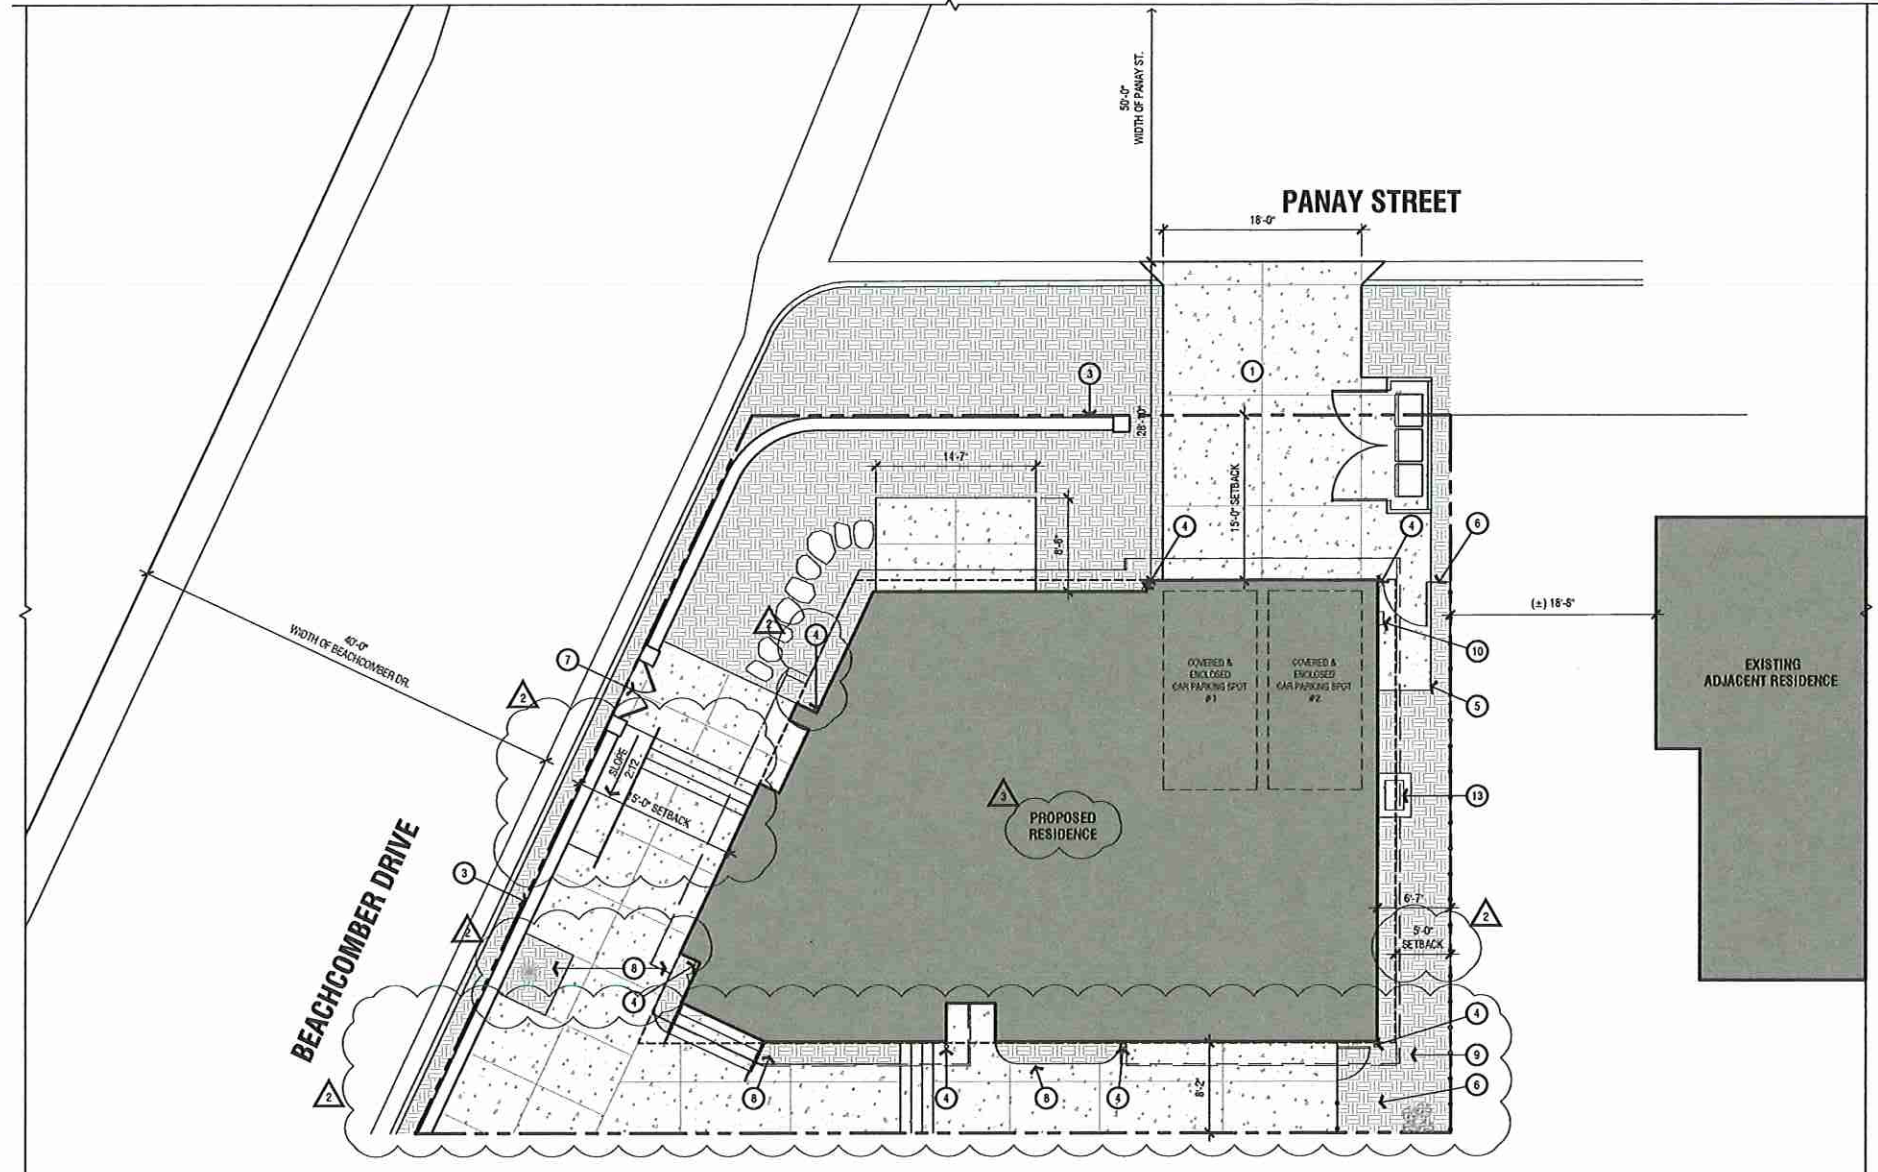 50'-0"
WIDTH OF PANAY ST.
PANAY STREET
18'-0"
3
1
28'-10"
14'-7"
15'-0" SETBACK
8'-6"
4
4
6
(±) 18'-8"
40'-0"
WIDTH OF BEACHCOMBER DR.
2
4
10
7
COVERED &
ENCLOSED
CAR PARKING SPOT
#1
COVERED &
ENCLOSED
CAR PARKING SPOT
#2
EXISTING
ADJACENT RESIDENCE
2
5
SLOPE
2:12
15'-0" SETBACK
3
PROPOSED
RESIDENCE
13
BEACHCOMBER DRIVE
3
6'-7"
2
5'-0"
SETBACK
2
8
4
4
9
2
8
4
8
4
8'-2"
6